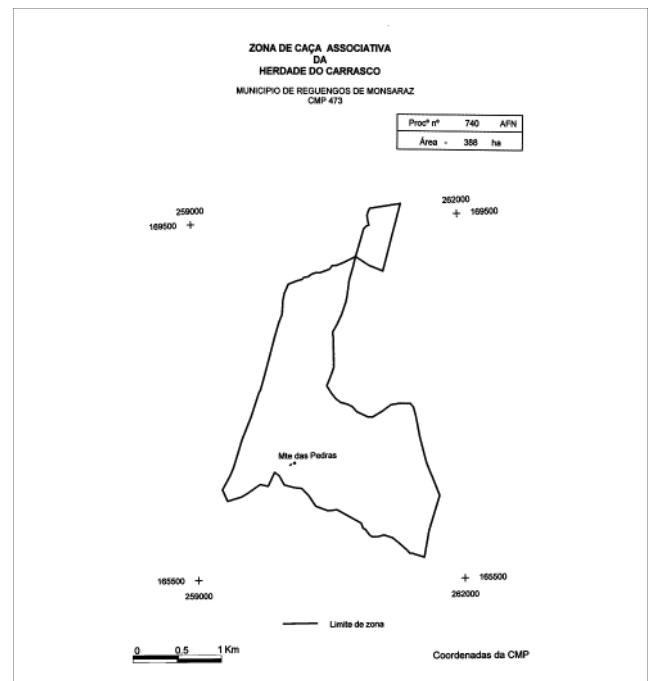 ZONA DE CAÇA ASSOCIATIVA
DA
HERDADE DO CARRASCO
MUNICIPIO DE REGUENGOS DE MONSARAZ
CMP 473
Procº nº 740 AFN
Área - 388 ha
259000
169500
262000
169500
Mte das Pedras
165500
259000
165500
262000
Limite de zona
0 0.5 1 Km
Coordenadas da CMP